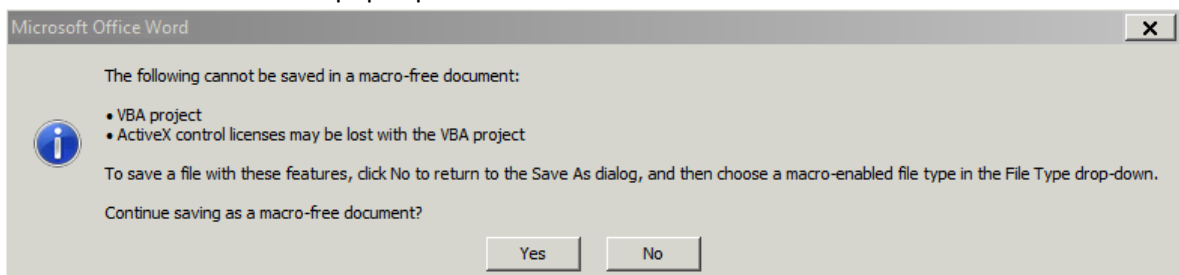 Microsoft Office Word
The following cannot be saved in a macro-free document:
• VBA project
• ActiveX control licenses may be lost with the VBA project
To save a file with these features, click No to return to the Save As dialog, and then choose a macro-enabled file type in the File Type drop-down.
Continue saving as a macro-free document?
Yes No